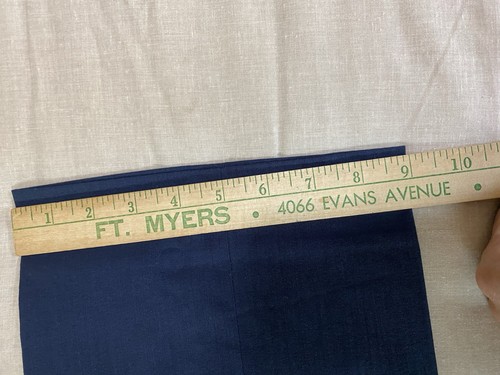 1 2 3 4 5 6 7 8 9 10
FT. MYERS • 4066 EVANS AVENUE •